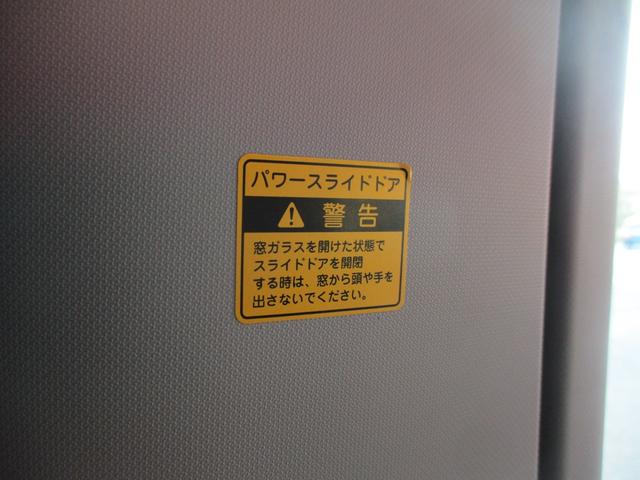 パワースライドドア
警告
窓ガラスを開けた状態で
スライドドアを開閉
する時は、窓から頭や手を
出さないでください。